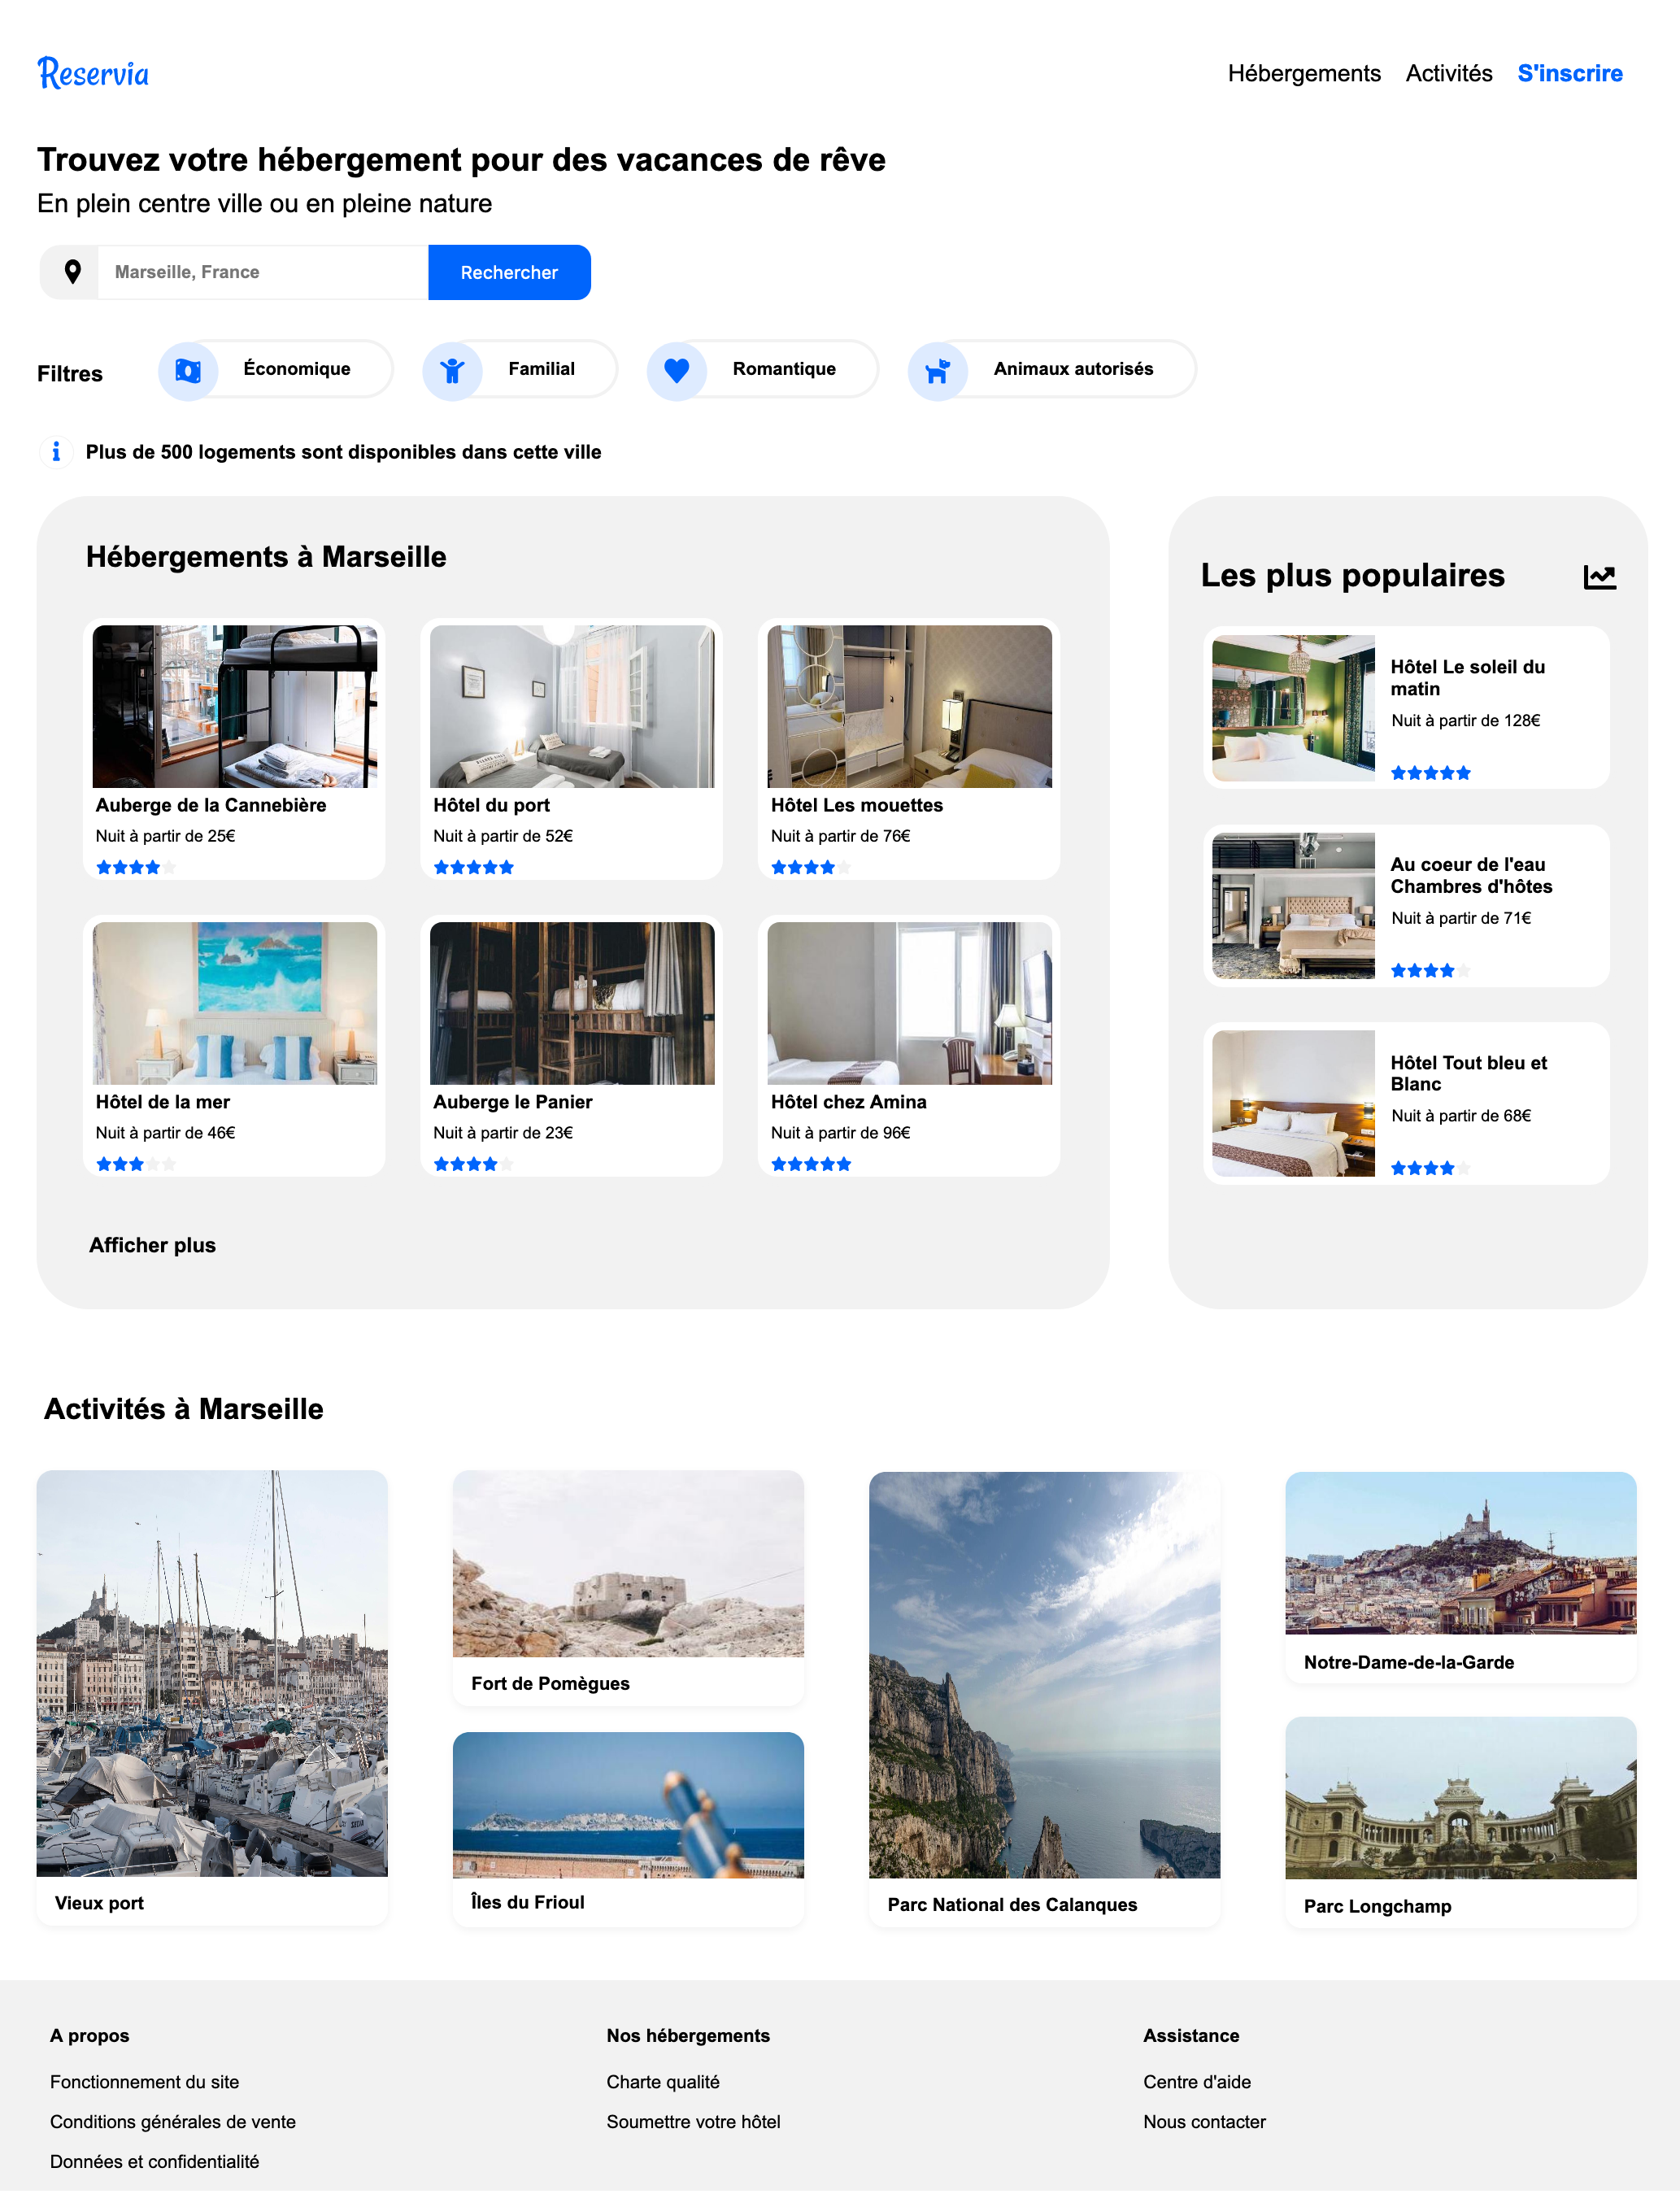 Reservia
Hébergements
Activités
S'inscrire
Trouvez votre hébergement pour des vacances de rêve
En plein centre ville ou en pleine nature
Marseille, France
Rechercher
Filtres
Économique
Familial
Romantique
Animaux autorisés
Plus de 500 logements sont disponibles dans cette ville
Hébergements à Marseille
Auberge de la Cannebière
Nuit à partir de 25€
Hôtel du port
Nuit à partir de 52€
Hôtel Les mouettes
Nuit à partir de 76€
Hôtel de la mer
Nuit à partir de 46€
Auberge le Panier
Nuit à partir de 23€
Hôtel chez Amina
Nuit à partir de 96€
Afficher plus
Les plus populaires
Hôtel Le soleil du
matin
Nuit à partir de 128€
Au coeur de l'eau
Chambres d'hôtes
Nuit à partir de 71€
Hôtel Tout bleu et
Blanc
Nuit à partir de 68€
Activités à Marseille
Vieux port
Fort de Pomègues
Îles du Frioul
Parc National des Calanques
Notre-Dame-de-la-Garde
Parc Longchamp
A propos
Fonctionnement du site
Conditions générales de vente
Données et confidentialité
Nos hébergements
Charte qualité
Soumettre votre hôtel
Assistance
Centre d'aide
Nous contacter